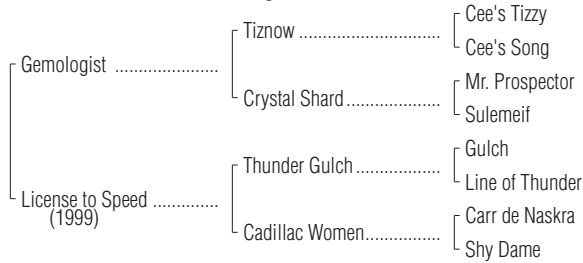 Cee's Tizzy
Tiznow ........................................
Cee's Song
Gemologist ......................
Mr. Prospector
Crystal Shard.......................
Sulemeif
Gulch
Thunder Gulch.....................
Line of Thunder
License to Speed ..............
(1999)
Carr de Naskra
Cadillac Women...................
Shy Dame